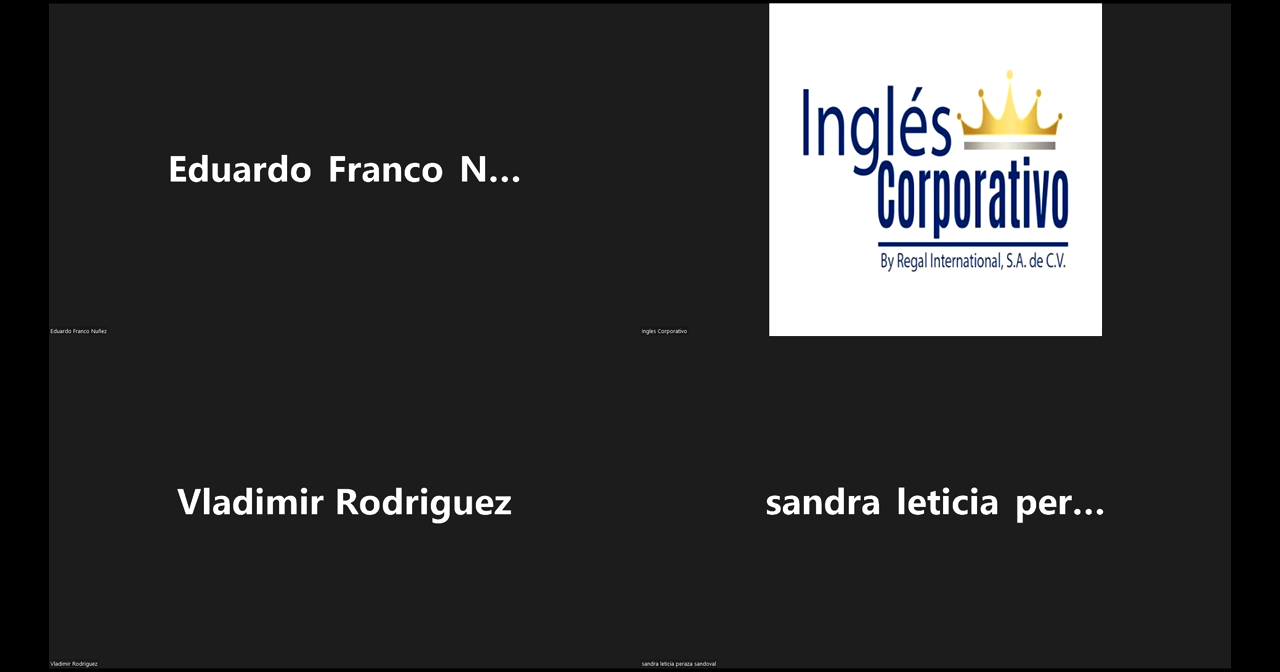 Eduardo Franco N...
Eduardo Franco Nuñez
Inglés
Corporativo
By Regal International, S.A. de C.V.
Ingles Corporativo
Vladimir Rodriguez
Vladimir Rodriguez
sandra leticia per...
sandra leticia peraza sandoval